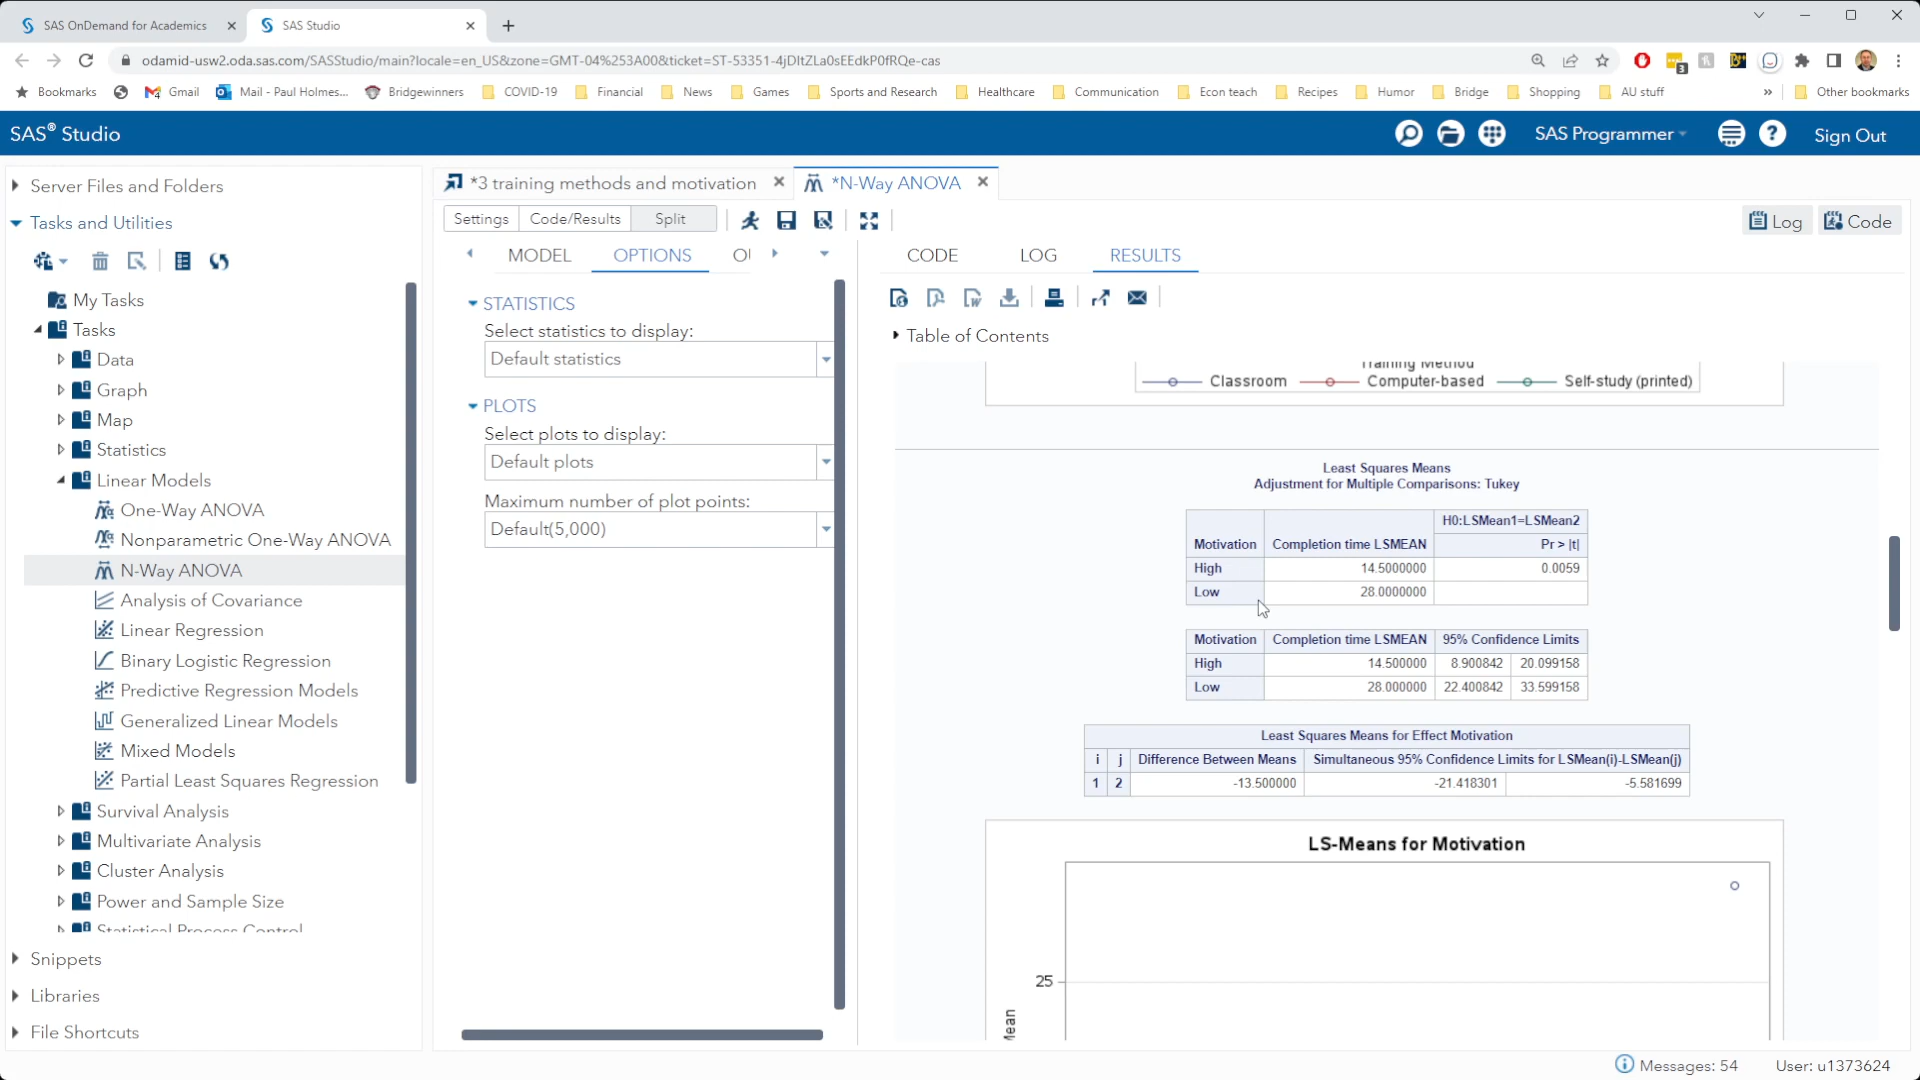 SAS OnDemand for Academics
SAS Studio
odamid-usw2.oda.sas.com/SASStudio/main?locale=en_US&zone=GMT-04%253A00&ticket=ST-53351-4jDItZLa0sEEdkP0fRQe-cas
3
Bookmarks
Gmail
Mail - Paul Holmes...
Bridgewinners
COVID-19
Financial
News
Games
Sports and Research
Healthcare
Communication
Econ teach
Recipes
Humor
Bridge
Shopping
AU stuff
»
Other bookmarks
SAS® Studio
SAS Programmer
Sign Out
Server Files and Folders
Tasks and Utilities
My Tasks
Tasks
Data
Graph
Map
Statistics
Linear Models
One-Way ANOVA
Nonparametric One-Way ANOVA
N-Way ANOVA
Analysis of Covariance
Linear Regression
Binary Logistic Regression
Predictive Regression Models
Generalized Linear Models
Mixed Models
Partial Least Squares Regression
Survival Analysis
Multivariate Analysis
Cluster Analysis
Power and Sample Size
Statistical Process Control
Snippets
Libraries
File Shortcuts
*3 training methods and motivation
*N-Way ANOVA
Settings Code/Results Split
Log Code
MODEL OPTIONS OU
STATISTICS
Select statistics to display:
Default statistics
PLOTS
Select plots to display:
Default plots
Maximum number of plot points:
Default(5,000)
CODE LOG RESULTS
Table of Contents
Training Method
Classroom Computer-based Self-study (printed)
Least Squares Means
Adjustment for Multiple Comparisons: Tukey
H0:LSMean1=LSMean2
Motivation Completion time LSMEAN Pr > |t|
High 14.5000000 0.0059
Low 28.0000000
Motivation Completion time LSMEAN 95% Confidence Limits
High 14.500000 8.900842 20.099158
Low 28.000000 22.400842 33.599158
Least Squares Means for Effect Motivation
i j Difference Between Means Simultaneous 95% Confidence Limits for LSMean(i)-LSMean(j)
1 2 -13.500000 -21.418301 -5.581699
LS-Means for Motivation
25
Mean
Messages: 54
User: u1373624